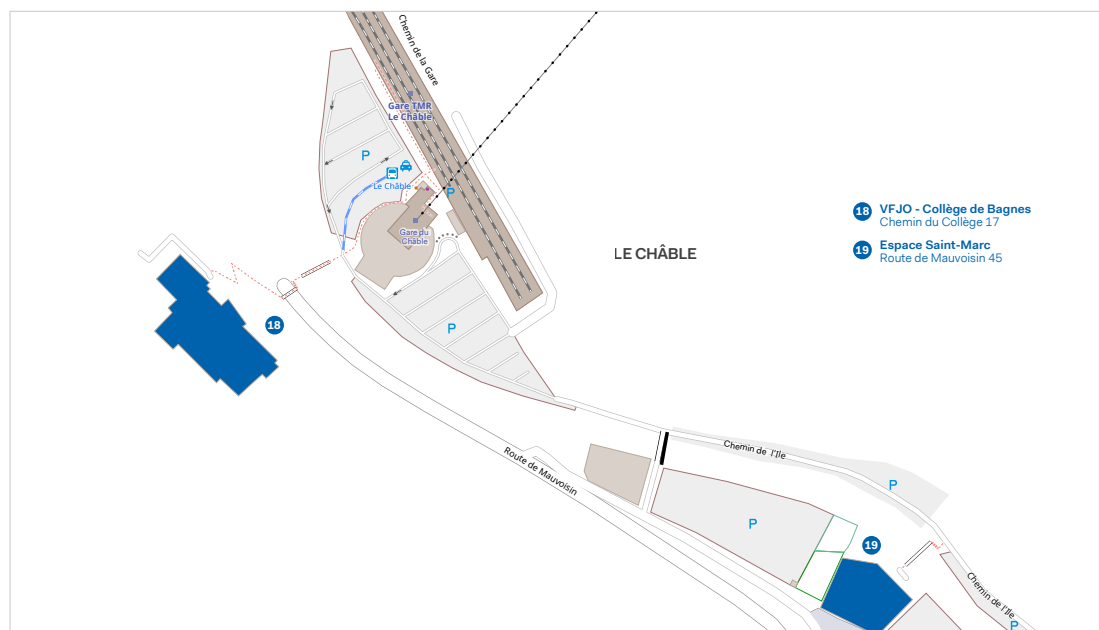 Chemin de la Gare
Gare TMR
Le Châble
P
Le Châble
P
Gare du
Châble
LE CHÂBLE
18 VFJO - Collège de Bagnes
Chemin du Collège 17
19 Espace Saint-Marc
Route de Mauvoisin 45
18
P
Route de Mauvoisin
Chemin de l'Ile
P
P
19
Chemin de l'Ile
P